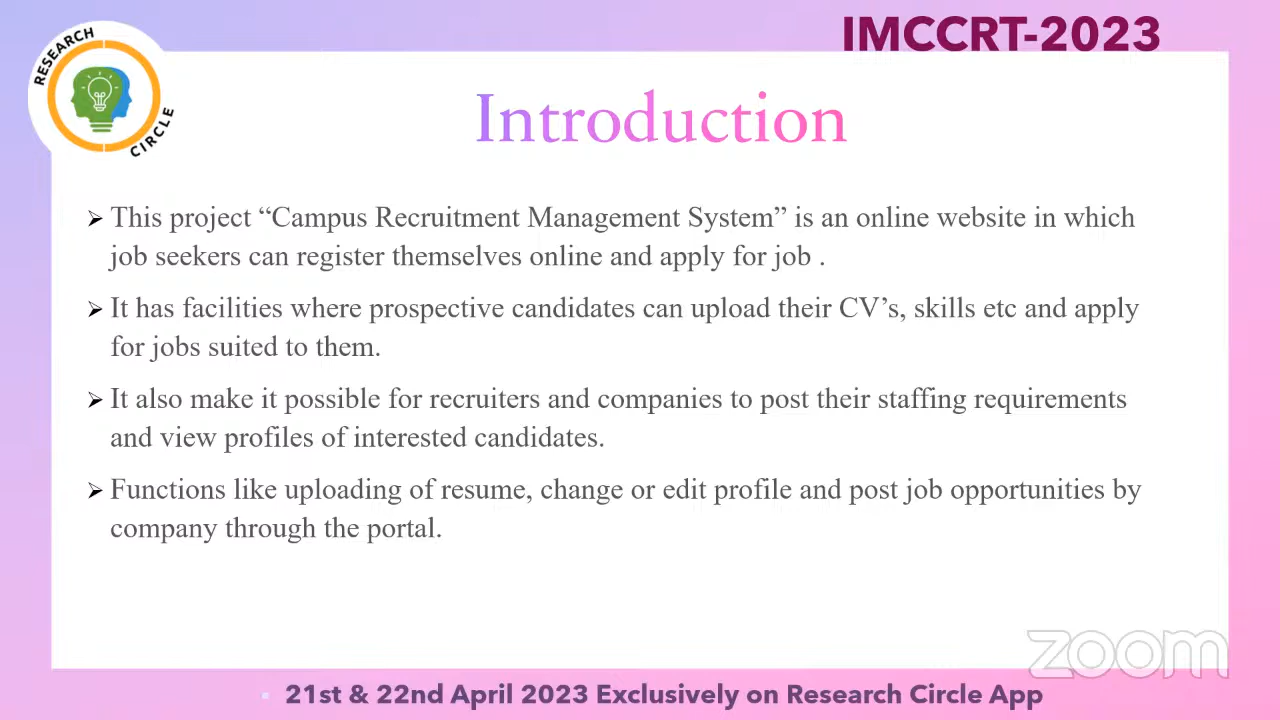 IMCCRT-2023
RESEARCH
CIRCLE
Introduction
➢ This project “Campus Recruitment Management System” is an online website in which
job seekers can register themselves online and apply for job .
➢ It has facilities where prospective candidates can upload their CV’s, skills etc and apply
for jobs suited to them.
➢ It also make it possible for recruiters and companies to post their staffing requirements
and view profiles of interested candidates.
➢ Functions like uploading of resume, change or edit profile and post job opportunities by
company through the portal.
zoom
21st & 22nd April 2023 Exclusively on Research Circle App